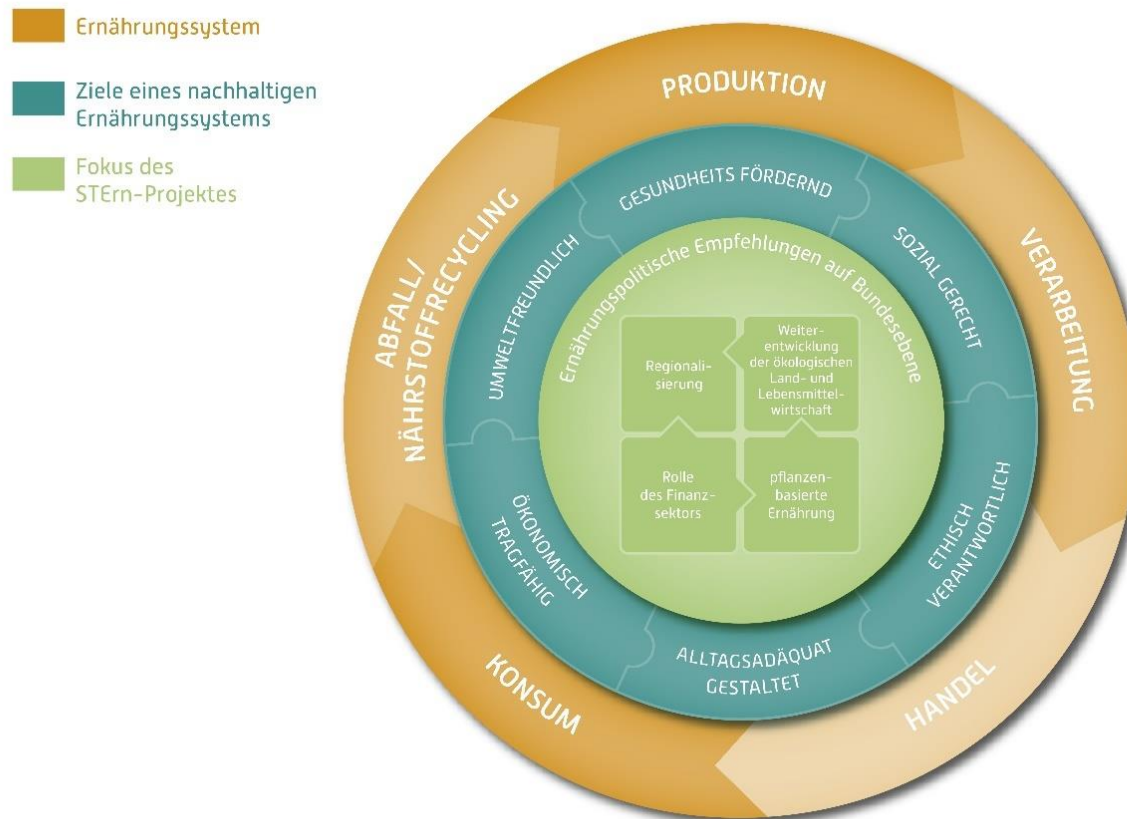 Ernährungssystem
Ziele eines nachhaltigen
Ernährungssystems
Fokus des
STErn-Projektes
PRODUKTION
VERARBEITUNG
HANDEL
KONSUM
ABFALL/
NÄHRSTOFFRECYCLING
GESUNDHEITS FÖRDERND
SOZIAL GERECHT
ETHISCH
VERANTWORTLICH
ALLTAGSADÄQUAT
GESTALTET
ÖKONOMISCH
TRAGFÄHIG
UMWELTFREUNDLICH
Ernährungspolitische Empfehlungen auf Bundesebene
Regionali-
sierung
Weiter-
entwicklung
der ökologischen
Land- und
Lebensmittel-
wirtschaft
Rolle
des Finanz-
sektors
pflanzen-
basierte
Ernährung